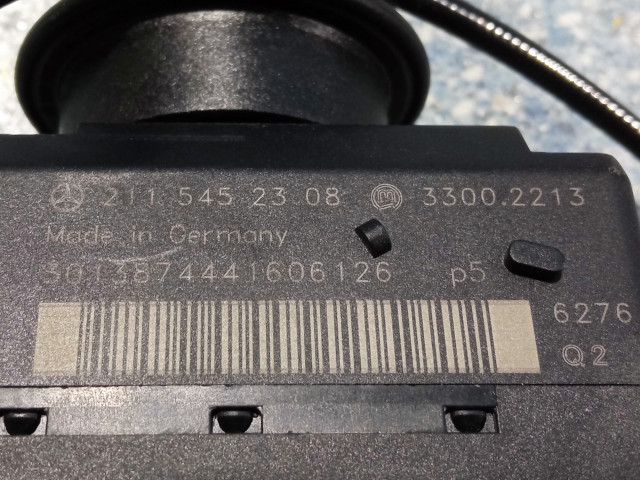 211 545 23 08 3300.2213
Made in Germany
3013874441606126 p5
6276
Q2